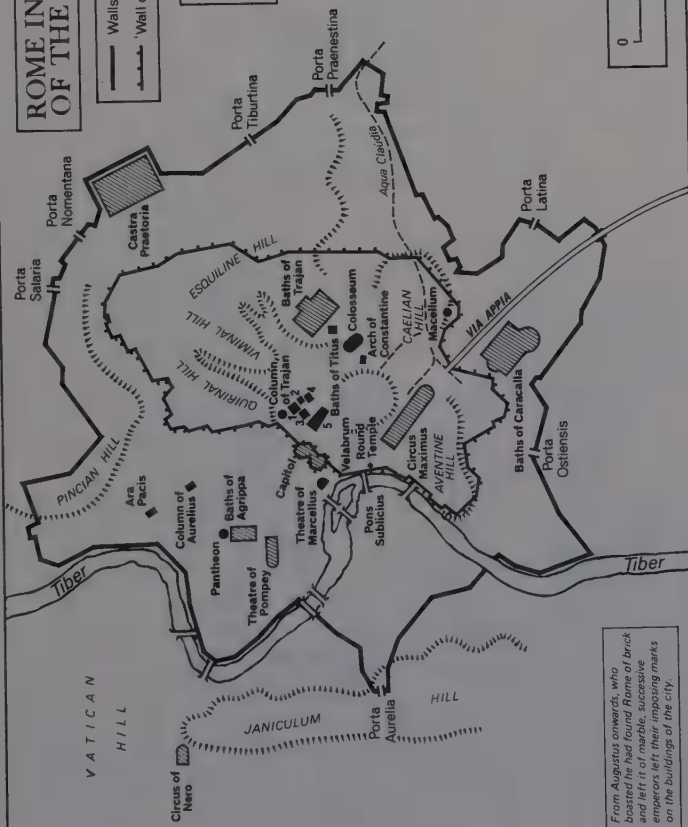 ROME IN
OF THE
Walls
'Wall
0
Porta
Salaria
Porta
Nomentana
Castra
Praetoria
Porta
Tiburtina
Porta
Praenestina
Aqua Claudia
PINCIAN HILL
QUIRINAL HILL
VIMINAL HILL
ESQUILINE HILL
Ara
Pacis
Column of
Aurelius
Pantheon
Baths of
Agrippa
Theatre of
Pompey
Capitol
Theatre of
Marcellus
Column
of Trajan
1
2
3
4
5
Baths of
Trajan
Baths of Titus
Colosseum
Arch of
Constantine
Velabrum
Round
Temple
Pons
Sublicius
Circus
Maximus
CAELIAN
HILL
Macellum
AVENTINE
HILL
VIA APPIA
Porta
Latina
Baths of Caracalla
Porta
Ostiensis
Tiber
Tiber
VATICAN
HILL
Circus of
Nero
JANICULUM
HILL
Porta
Aurelia
From Augustus onwards, who
boasted he had found Rome of brick
and left it of marble, successive
emperors left their imposing marks
on the buildings of the city.